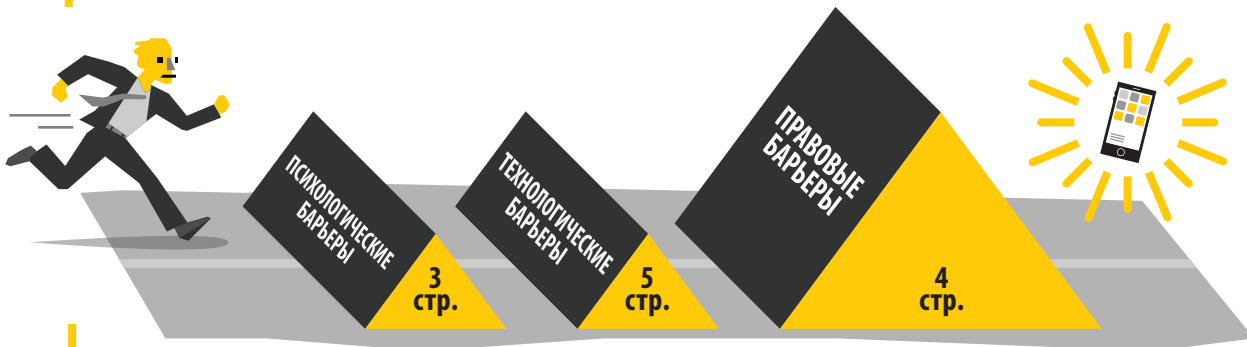 ПСИХОЛОГИЧЕСКИЕ
БАРЬЕРЫ
3
стр.
ТЕХНОЛОГИЧЕСКИЕ
БАРЬЕРЫ
5
стр.
ПРАВОВЫЕ
БАРЬЕРЫ
4
стр.